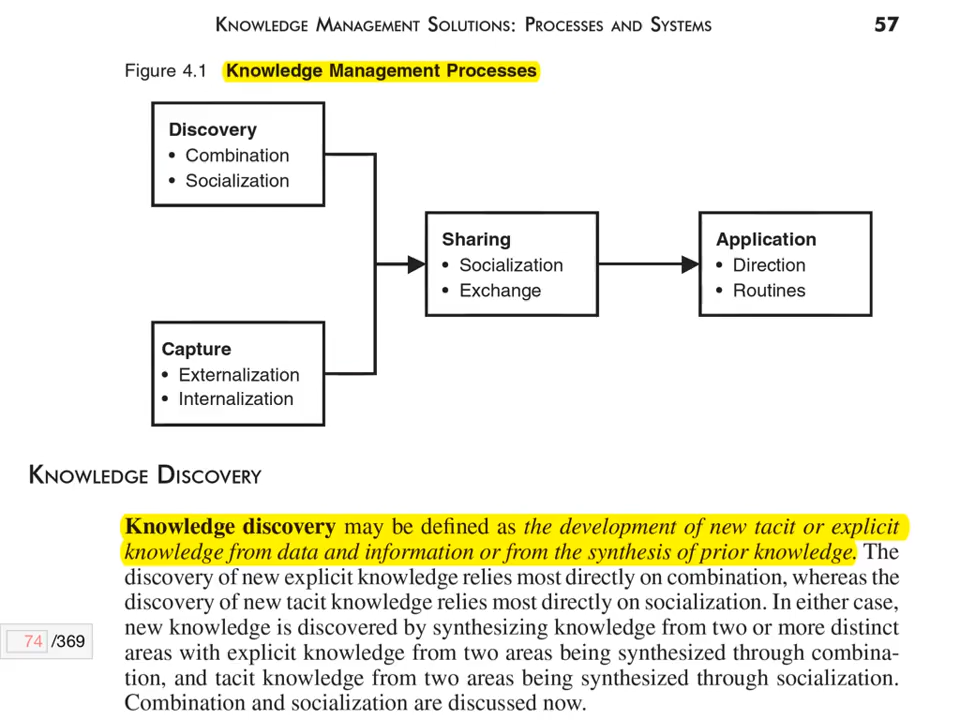 KNOWLEDGE MANAGEMENT SOLUTIONS: PROCESSES AND SYSTEMS 57
Figure 4.1 Knowledge Management Processes
Discovery
• Combination
• Socialization
Sharing
• Socialization
• Exchange
Application
• Direction
• Routines
Capture
• Externalization
• Internalization
KNOWLEDGE DISCOVERY
Knowledge discovery may be defined as the development of new tacit or explicit
knowledge from data and information or from the synthesis of prior knowledge. The
discovery of new explicit knowledge relies most directly on combination, whereas the
discovery of new tacit knowledge relies most directly on socialization. In either case,
new knowledge is discovered by synthesizing knowledge from two or more distinct
areas with explicit knowledge from two areas being synthesized through combina-
tion, and tacit knowledge from two areas being synthesized through socialization.
Combination and socialization are discussed now.
74 /369